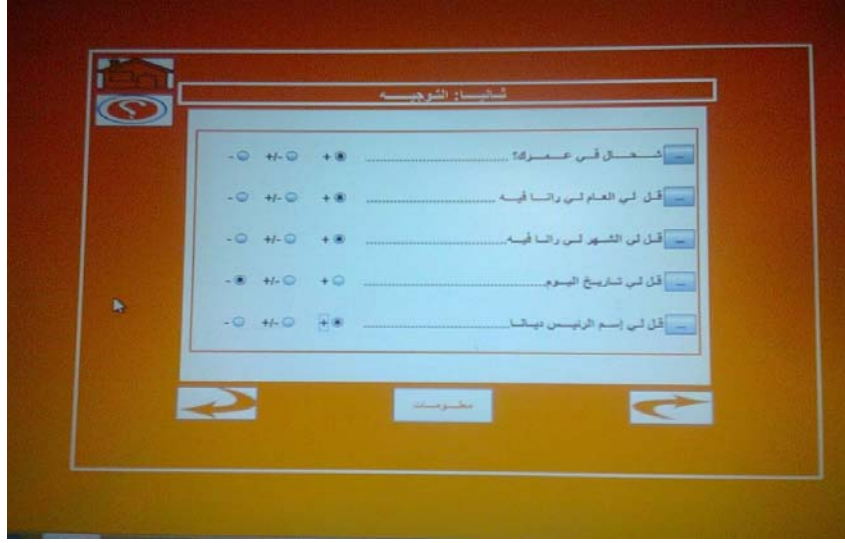 ثانيا: التوجيه
شحال في عمرك؟ ........ + +/- -
قل لي العام لي رانا فيه ........ + +/- -
قل لي الشهر لي رانا فيه ........ + +/- -
قل لي تاريخ اليوم ........ + +/- -
قل لي إسم الرئيس ديالنا ........ + +/- -
معلومات